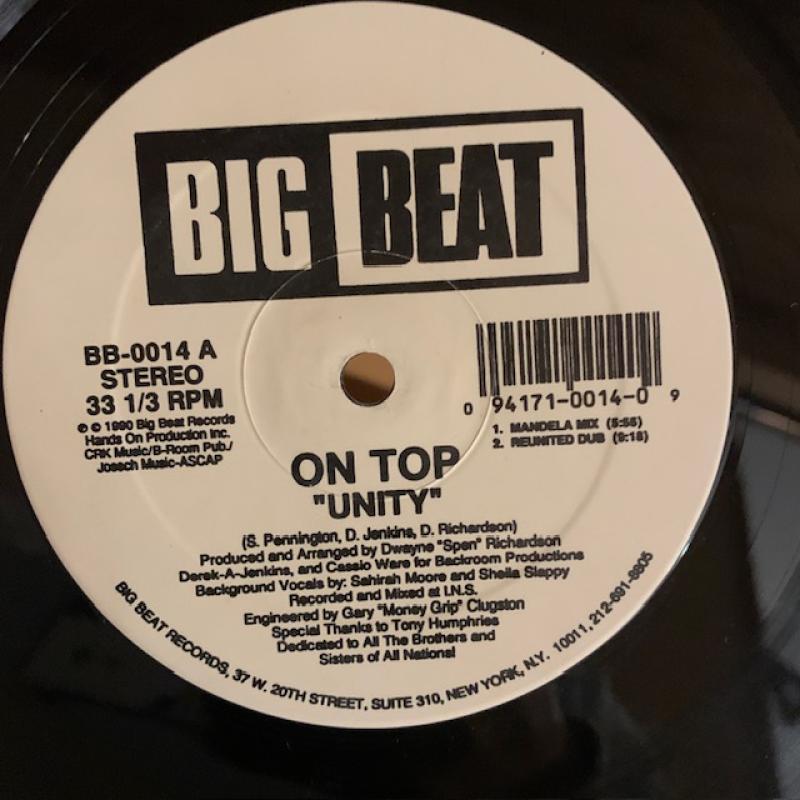 BIG BEAT
BB-0014 A
STEREO
33 1/3 RPM
℗ © 1990 Big Beat Records
Hands On Production Inc.
CRK Music/B-Room Pub./
Jossch Music-ASCAP
0 94171-0014-0 9
1. MANDELA MIX (5:55)
2. REUNITED DUB (9:18)
ON TOP
"UNITY"
(S. Pennington, D. Jenkins, D. Richardson)
Produced and Arranged by Dwayne "Spen" Richardson
Derek-A-Jenkins, and Cassio Ware for Backroom Productions
Background Vocals by: Sahirah Moore and Sheila Slappy
Recorded and Mixed at I.N.S.
Engineered by Gary "Money Grip" Clugston
Special Thanks to Tony Humphries
Dedicated to All The Brothers and
Sisters of All Nations!
BIG BEAT RECORDS, 37 W. 20TH STREET, SUITE 310, NEW YORK, N.Y. 10011, 212-691-8805